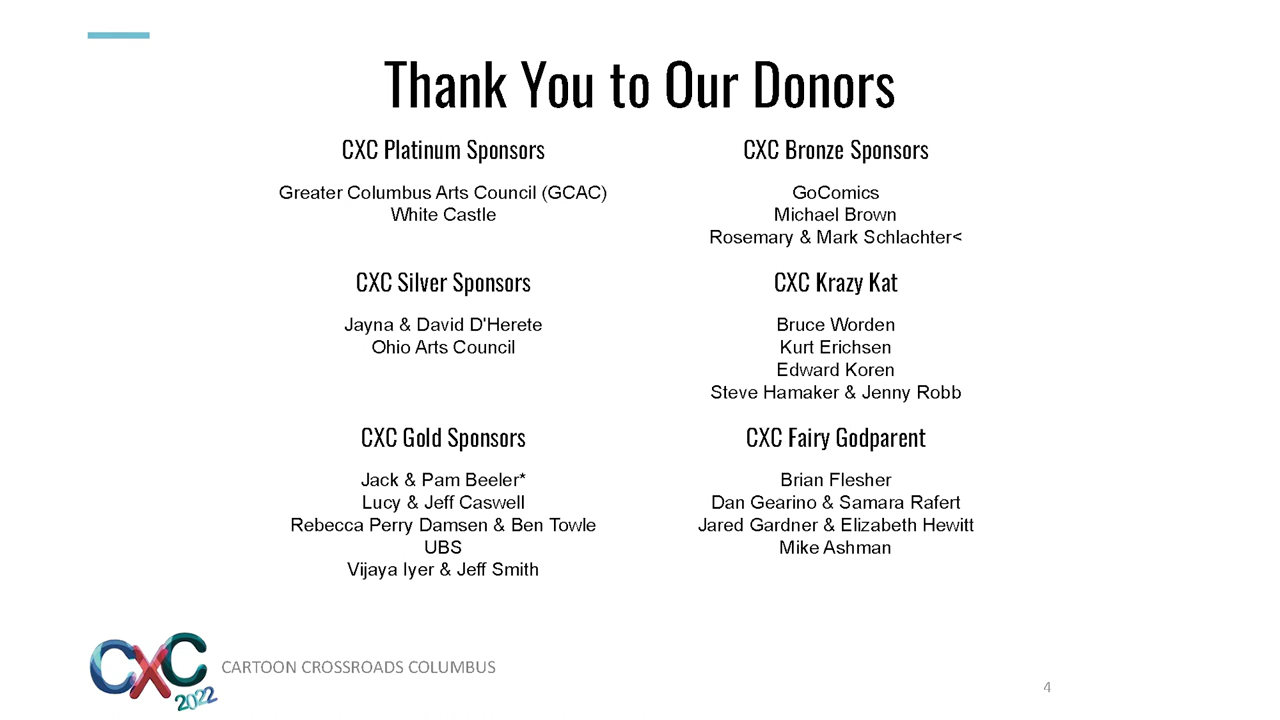 Thank You to Our Donors
CXC Platinum Sponsors
Greater Columbus Arts Council (GCAC)
White Castle
CXC Silver Sponsors
Jayna & David D'Herete
Ohio Arts Council
CXC Gold Sponsors
Jack & Pam Beeler*
Lucy & Jeff Caswell
Rebecca Perry Damsen & Ben Towle
UBS
Vijaya Iyer & Jeff Smith
CXC Bronze Sponsors
GoComics
Michael Brown
Rosemary & Mark Schlachter<
CXC Krazy Kat
Bruce Worden
Kurt Erichsen
Edward Koren
Steve Hamaker & Jenny Robb
CXC Fairy Godparent
Brian Flesher
Dan Gearino & Samara Rafert
Jared Gardner & Elizabeth Hewitt
Mike Ashman
CXC
2022
CARTOON CROSSROADS COLUMBUS
4